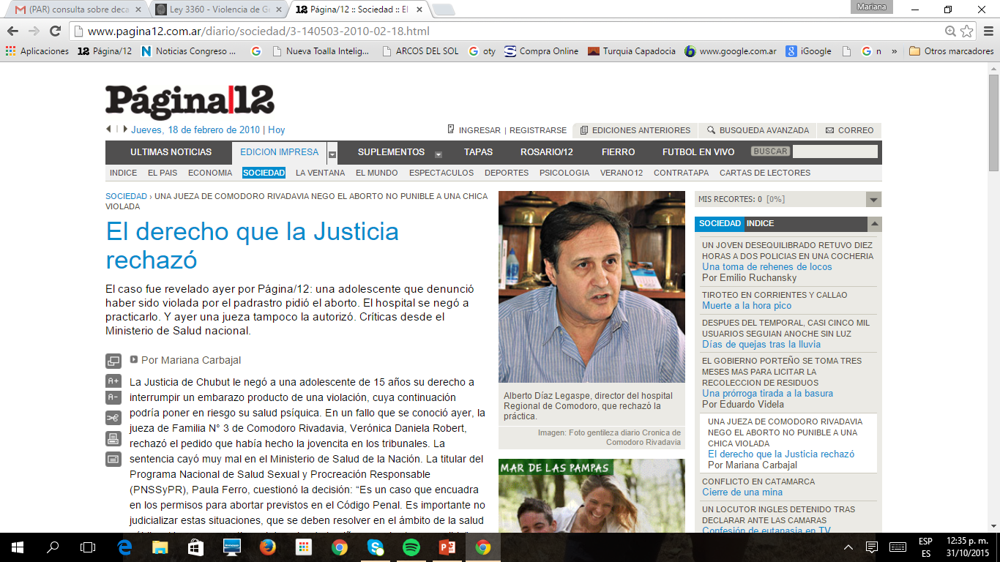 (PAR) consulta sobre deca
Ley 3360 - Violencia de Gé
12 Página/12 :: Sociedad :: El
Mariana
www.pagina12.com.ar/diario/sociedad/3-140503-2010-02-18.html
Aplicaciones
12 Página/12
Noticias Congreso ...
Nueva Toalla Intelig...
ARCOS DEL SOL
oty
Compra Online
Turquia Capadocia
www.google.com.ar
iGoogle
n
»
Otros marcadores
Página|12
Jueves, 18 de febrero de 2010 | Hoy
INGRESAR | REGISTRARSE
EDICIONES ANTERIORES
BUSQUEDA AVANZADA
CORREO
ULTIMAS NOTICIAS
EDICION IMPRESA
SUPLEMENTOS
TAPAS
ROSARIO/12
FIERRO
FUTBOL EN VIVO
BUSCAR
INDICE
EL PAIS
ECONOMIA
SOCIEDAD
LA VENTANA
EL MUNDO
ESPECTACULOS
DEPORTES
PSICOLOGIA
VERANO12
CONTRATAPA
CARTAS DE LECTORES
SOCIEDAD › UNA JUEZA DE COMODORO RIVADAVIA NEGO EL ABORTO NO PUNIBLE A UNA CHICA
VIOLADA
El derecho que la Justicia
rechazó
El caso fue revelado ayer por Página/12: una adolescente que denunció
haber sido violada por el padrastro pidió el aborto. El hospital se negó a
practicarlo. Y ayer una jueza tampoco la autorizó. Críticas desde el
Ministerio de Salud nacional.
Por Mariana Carbajal
A+
A-
La Justicia de Chubut le negó a una adolescente de 15 años su derecho a
interrumpir un embarazo producto de una violación, cuya continuación
podría poner en riesgo su salud psíquica. En un fallo que se conoció ayer, la
jueza de Familia N° 3 de Comodoro Rivadavia, Verónica Daniela Robert,
rechazó el pedido que había hecho la jovencita en los tribunales. La
sentencia cayó muy mal en el Ministerio de Salud de la Nación. La titular del
Programa Nacional de Salud Sexual y Procreación Responsable
(PNSSyPR), Paula Ferro, cuestionó la decisión: “Es un caso que encuadra
en los permisos para abortar previstos en el Código Penal. Es importante no
judicializar estas situaciones, que se deben resolver en el ámbito de la salud
Alberto Díaz Legaspe, director del hospital
Regional de Comodoro, que rechazó la
práctica.
Imagen: Foto gentileza diario Cronica de
Comodoro Rivadavia
MAR DE LAS PAMPAS
MIS RECORTES: 0 [0%]
SOCIEDAD INDICE
UN JOVEN DESEQUILIBRADO RETUVO DIEZ
HORAS A DOS POLICIAS EN UNA COCHERIA
Una toma de rehenes de locos
Por Emilio Ruchansky
TIROTEO EN CORRIENTES Y CALLAO
Muerte a la hora pico
DESPUES DEL TEMPORAL, CASI CINCO MIL
USUARIOS SEGUIAN ANOCHE SIN LUZ
Días de quejas tras la lluvia
EL GOBIERNO PORTEÑO SE TOMA TRES
MESES MAS PARA LICITAR LA
RECOLECCION DE RESIDUOS
Una prórroga tirada a la basura
Por Eduardo Videla
UNA JUEZA DE COMODORO RIVADAVIA
NEGO EL ABORTO NO PUNIBLE A UNA
CHICA VIOLADA
El derecho que la Justicia rechazó
Por Mariana Carbajal
CONFLICTO EN CATAMARCA
Cierre de una mina
UN LOCUTOR INGLES DETENIDO TRAS
DECLARAR ANTE LAS CAMARAS
Confesión de eutanasia en TV
ESP
ES
12:35 p. m.
31/10/2015